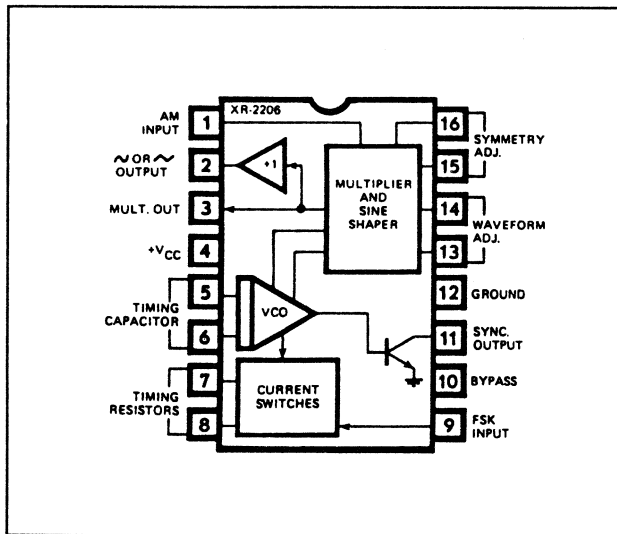 XR-2206
AM
INPUT
1
∿ OR ∿
OUTPUT
2
+1
MULT. OUT
3
+VCC
4
TIMING
CAPACITOR
5
6
VCO
TIMING
RESISTORS
7
8
CURRENT
SWITCHES
MULTIPLIER
AND
SINE
SHAPER
16
SYMMETRY
ADJ.
15
14
WAVEFORM
ADJ.
13
12
GROUND
11
SYNC.
OUTPUT
10
BYPASS
9
FSK
INPUT